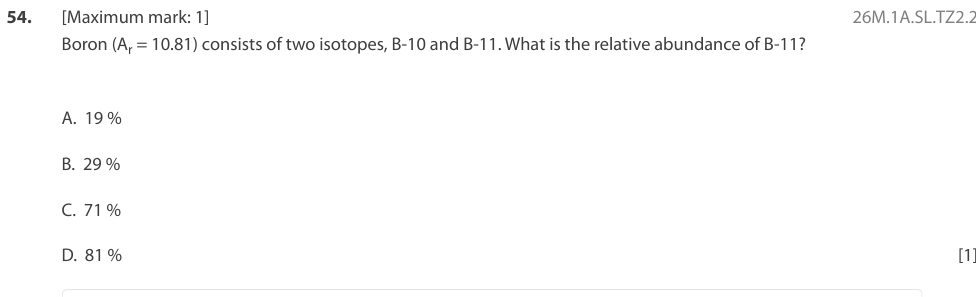 54. [Maximum mark: 1] 26M.1A.SL.TZ2.2
Boron (Ar = 10.81) consists of two isotopes, B-10 and B-11. What is the relative abundance of B-11?
A. 19 %
B. 29 %
C. 71 %
D. 81 % [1]